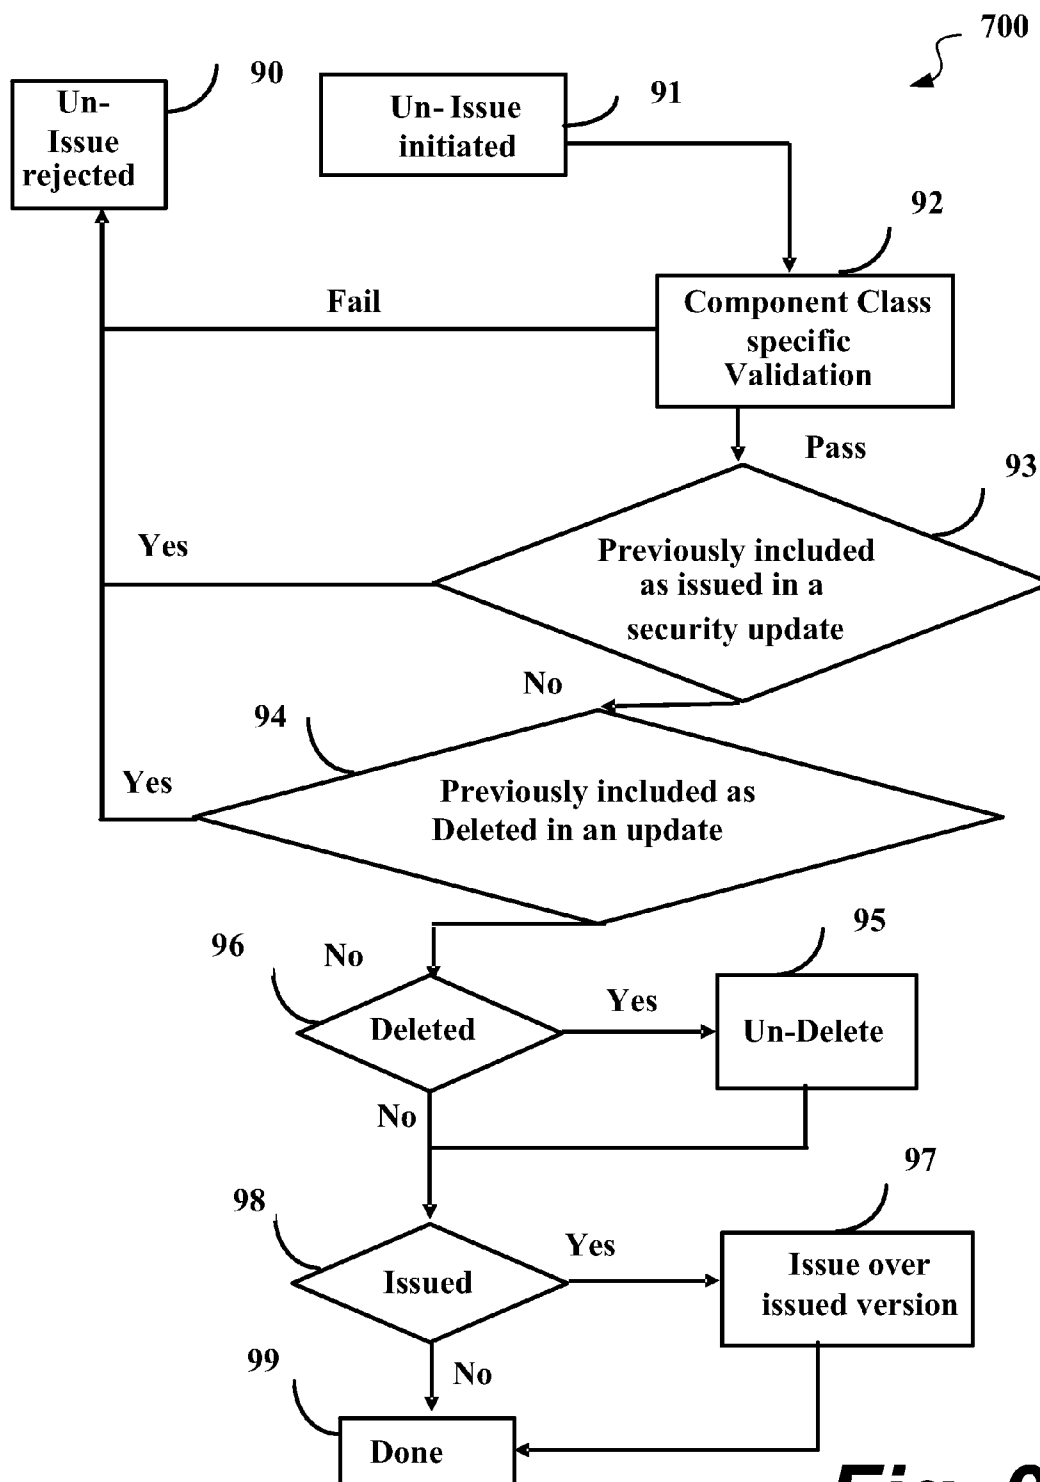 700
90
Un-
Issue
rejected
91
Un-Issue
initiated
92
Component Class
specific
Validation
Fail
Pass
93
Previously included
as issued in a
security update
Yes
No
94
Previously included as
Deleted in an update
Yes
No
96
Deleted
Yes
95
Un-Delete
No
98
Issued
Yes
97
Issue over
issued version
No
99
Done
Fig.